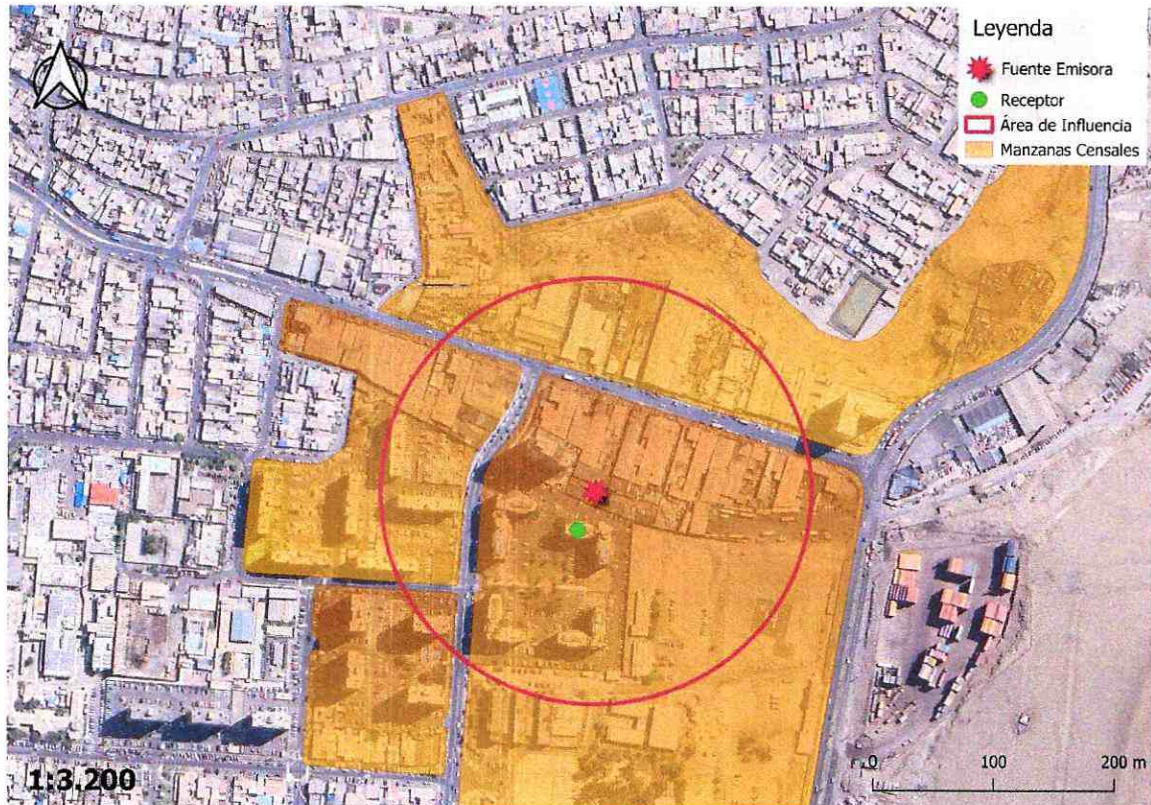 Leyenda
Fuente Emisora
Receptor
Área de Influencia
Manzanas Censales
1:3.200
0 100 200 m